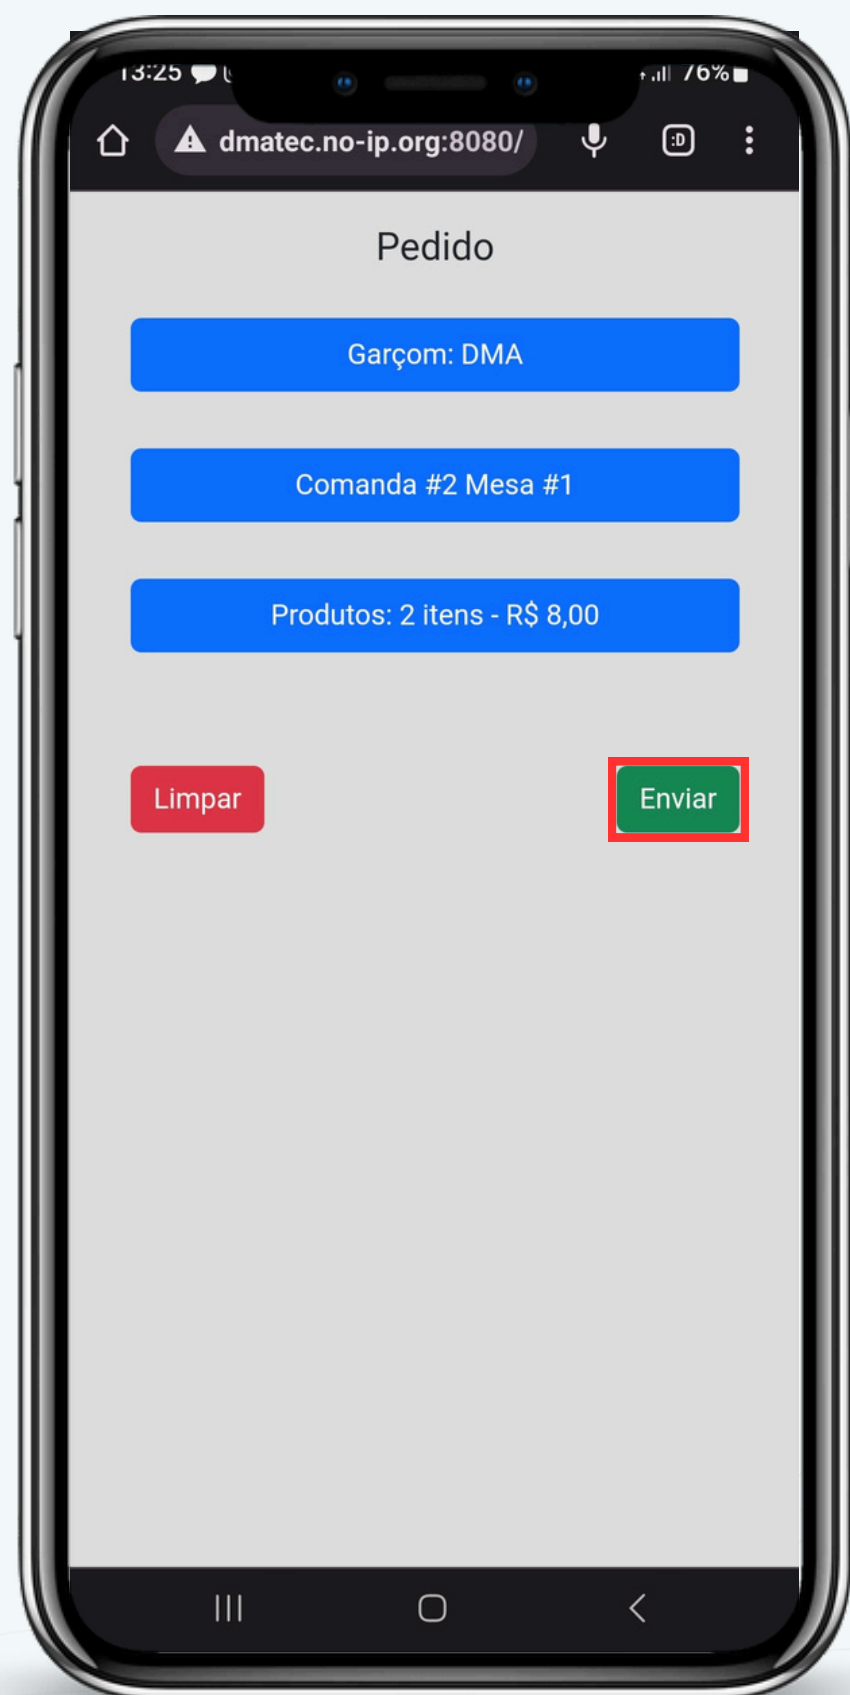 13:25 76%
dmatec.no-ip.org:8080/
:D
Pedido
Garçom: DMA
Comanda #2 Mesa #1
Produtos: 2 itens - R$ 8,00
Limpar
Enviar